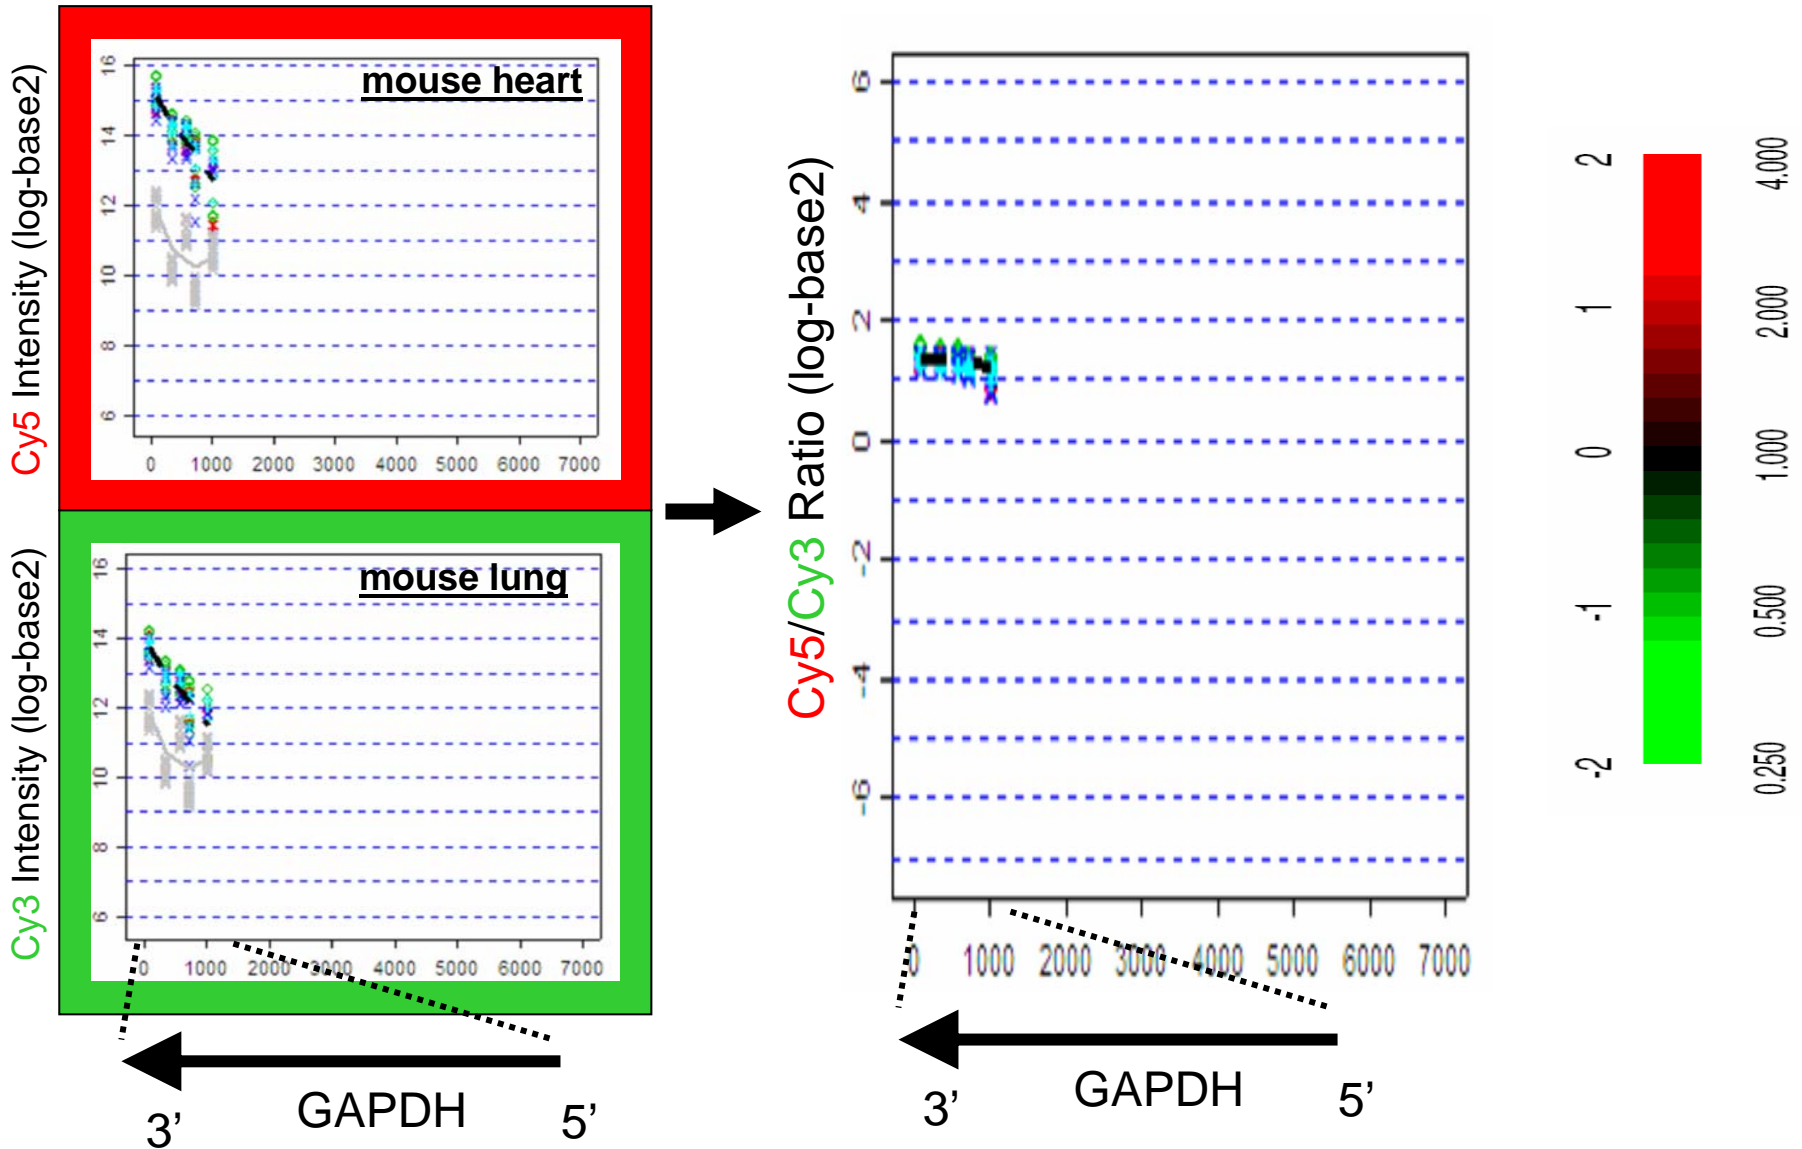 Cy5 Intensity (log-base2)
mouse heart
16
14
12
10
8
6
0 1000 2000 3000 4000 5000 6000 7000
Cy3 Intensity (log-base2)
mouse lung
16
14
12
10
8
6
0 1000 2000 3000 4000 5000 6000 7000
3’ GAPDH 5’
Cy5/Cy3 Ratio (log-base2)
6
4
2
0
-2
-4
-6
0 1000 2000 3000 4000 5000 6000 7000
3’ GAPDH 5’
2 4.000
1 2.000
0 1.000
-1 0.500
-2 0.250